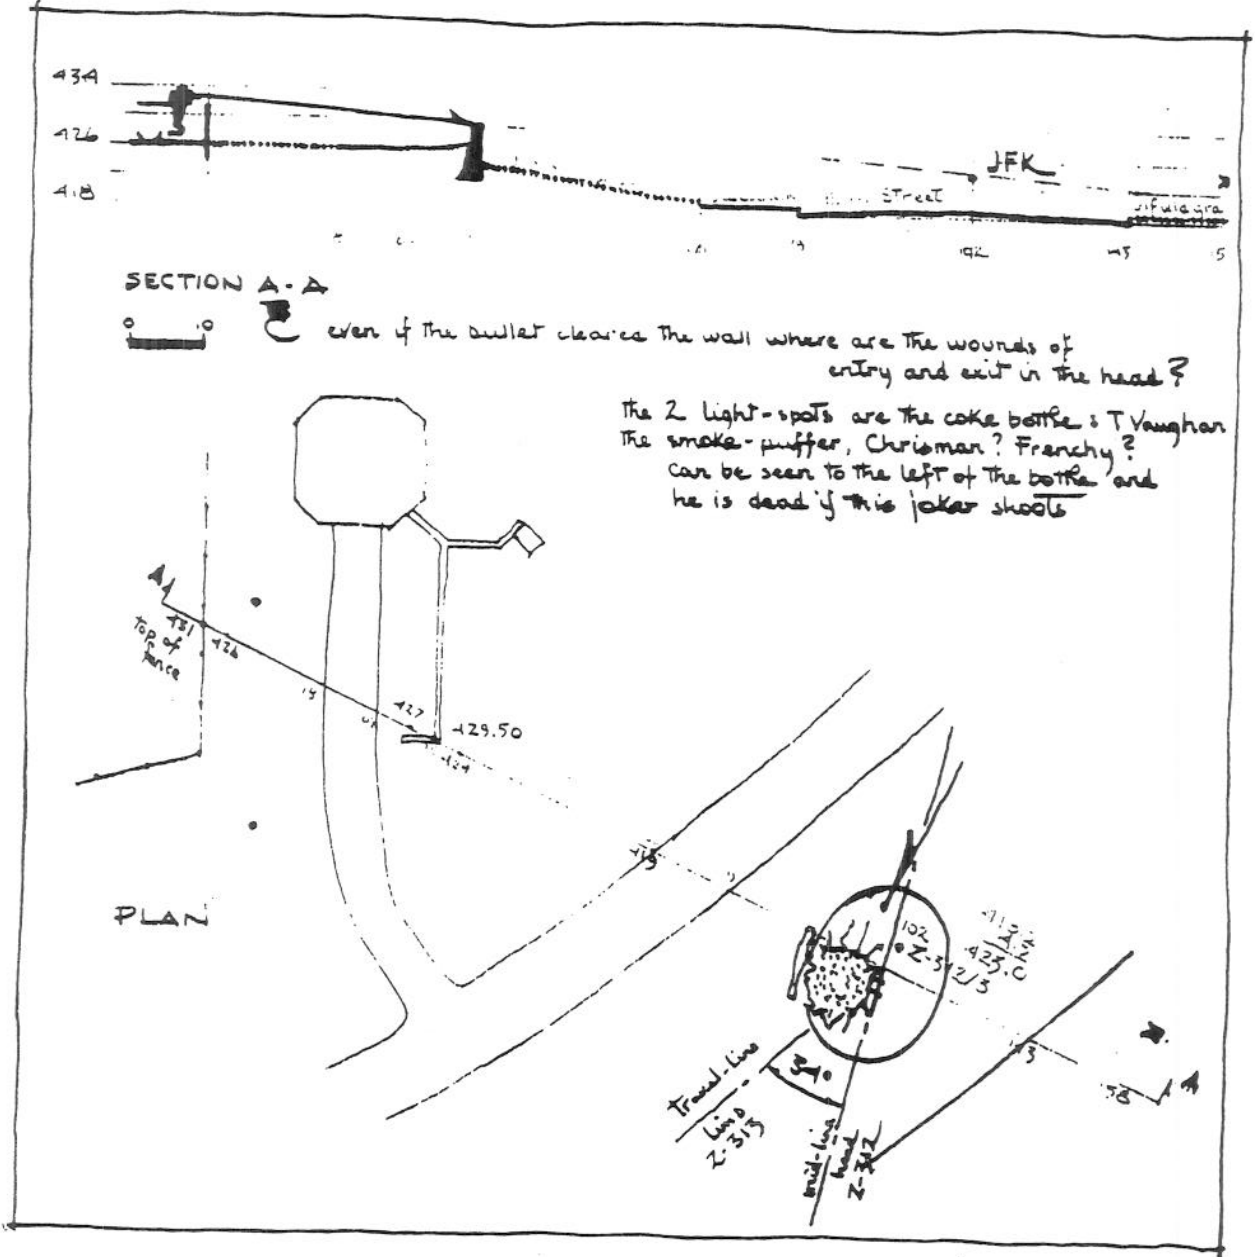 434
426
418
JFK
Street
SECTION A-A
even if the bullet cleared the wall where are the wounds of
entry and exit in the head?
The 2 light-spots are the coke bottle & T Vaughan
The smoke-puffer, Chrisman? Frenchy?
can be seen to the left of the bottle and
he is dead if this joker shoots
A
431
top of
fence
426
427
429.50
424
419
PLAN
102
Z-312/3
423.0
34°
travel-line
limo
Z-313
mid-line
head
Z-312
A